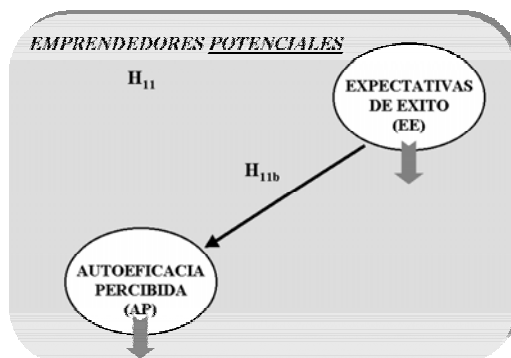 EMPRENDEDORES POTENCIALES
H11
EXPECTATIVAS
DE EXITO
(EE)
H11b
AUTOEFICACIA
PERCIBIDA
(AP)